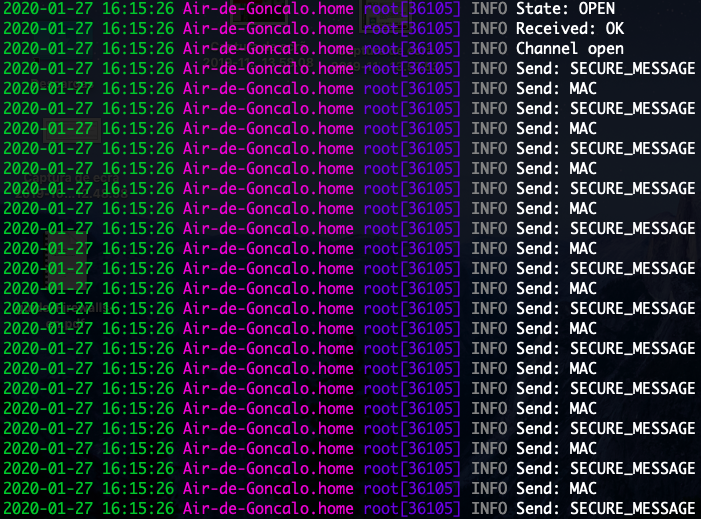 2020-01-27 16:15:26 Air-de-Goncalo.home root[36105] INFO State: OPEN
2020-01-27 16:15:26 Air-de-Goncalo.home root[36105] INFO Received: OK
2020-01-27 16:15:26 Air-de-Goncalo.home root[36105] INFO Channel open
2020-01-27 16:15:26 Air-de-Goncalo.home root[36105] INFO Send: SECURE_MESSAGE
2020-01-27 16:15:26 Air-de-Goncalo.home root[36105] INFO Send: MAC
2020-01-27 16:15:26 Air-de-Goncalo.home root[36105] INFO Send: SECURE_MESSAGE
2020-01-27 16:15:26 Air-de-Goncalo.home root[36105] INFO Send: MAC
2020-01-27 16:15:26 Air-de-Goncalo.home root[36105] INFO Send: SECURE_MESSAGE
2020-01-27 16:15:26 Air-de-Goncalo.home root[36105] INFO Send: MAC
2020-01-27 16:15:26 Air-de-Goncalo.home root[36105] INFO Send: SECURE_MESSAGE
2020-01-27 16:15:26 Air-de-Goncalo.home root[36105] INFO Send: MAC
2020-01-27 16:15:26 Air-de-Goncalo.home root[36105] INFO Send: SECURE_MESSAGE
2020-01-27 16:15:26 Air-de-Goncalo.home root[36105] INFO Send: MAC
2020-01-27 16:15:26 Air-de-Goncalo.home root[36105] INFO Send: SECURE_MESSAGE
2020-01-27 16:15:26 Air-de-Goncalo.home root[36105] INFO Send: MAC
2020-01-27 16:15:26 Air-de-Goncalo.home root[36105] INFO Send: SECURE_MESSAGE
2020-01-27 16:15:26 Air-de-Goncalo.home root[36105] INFO Send: MAC
2020-01-27 16:15:26 Air-de-Goncalo.home root[36105] INFO Send: SECURE_MESSAGE
2020-01-27 16:15:26 Air-de-Goncalo.home root[36105] INFO Send: MAC
2020-01-27 16:15:26 Air-de-Goncalo.home root[36105] INFO Send: SECURE_MESSAGE
2020-01-27 16:15:26 Air-de-Goncalo.home root[36105] INFO Send: MAC
2020-01-27 16:15:26 Air-de-Goncalo.home root[36105] INFO Send: MAC
2020-01-27 16:15:26 Air-de-Goncalo.home root[36105] INFO Send: SECURE_MESSAGE
2020-01-27 16:15:26 Air-de-Goncalo.home root[36105] INFO Send: MAC
2020-01-27 16:15:26 Air-de-Goncalo.home root[36105] INFO Send: SECURE_MESSAGE